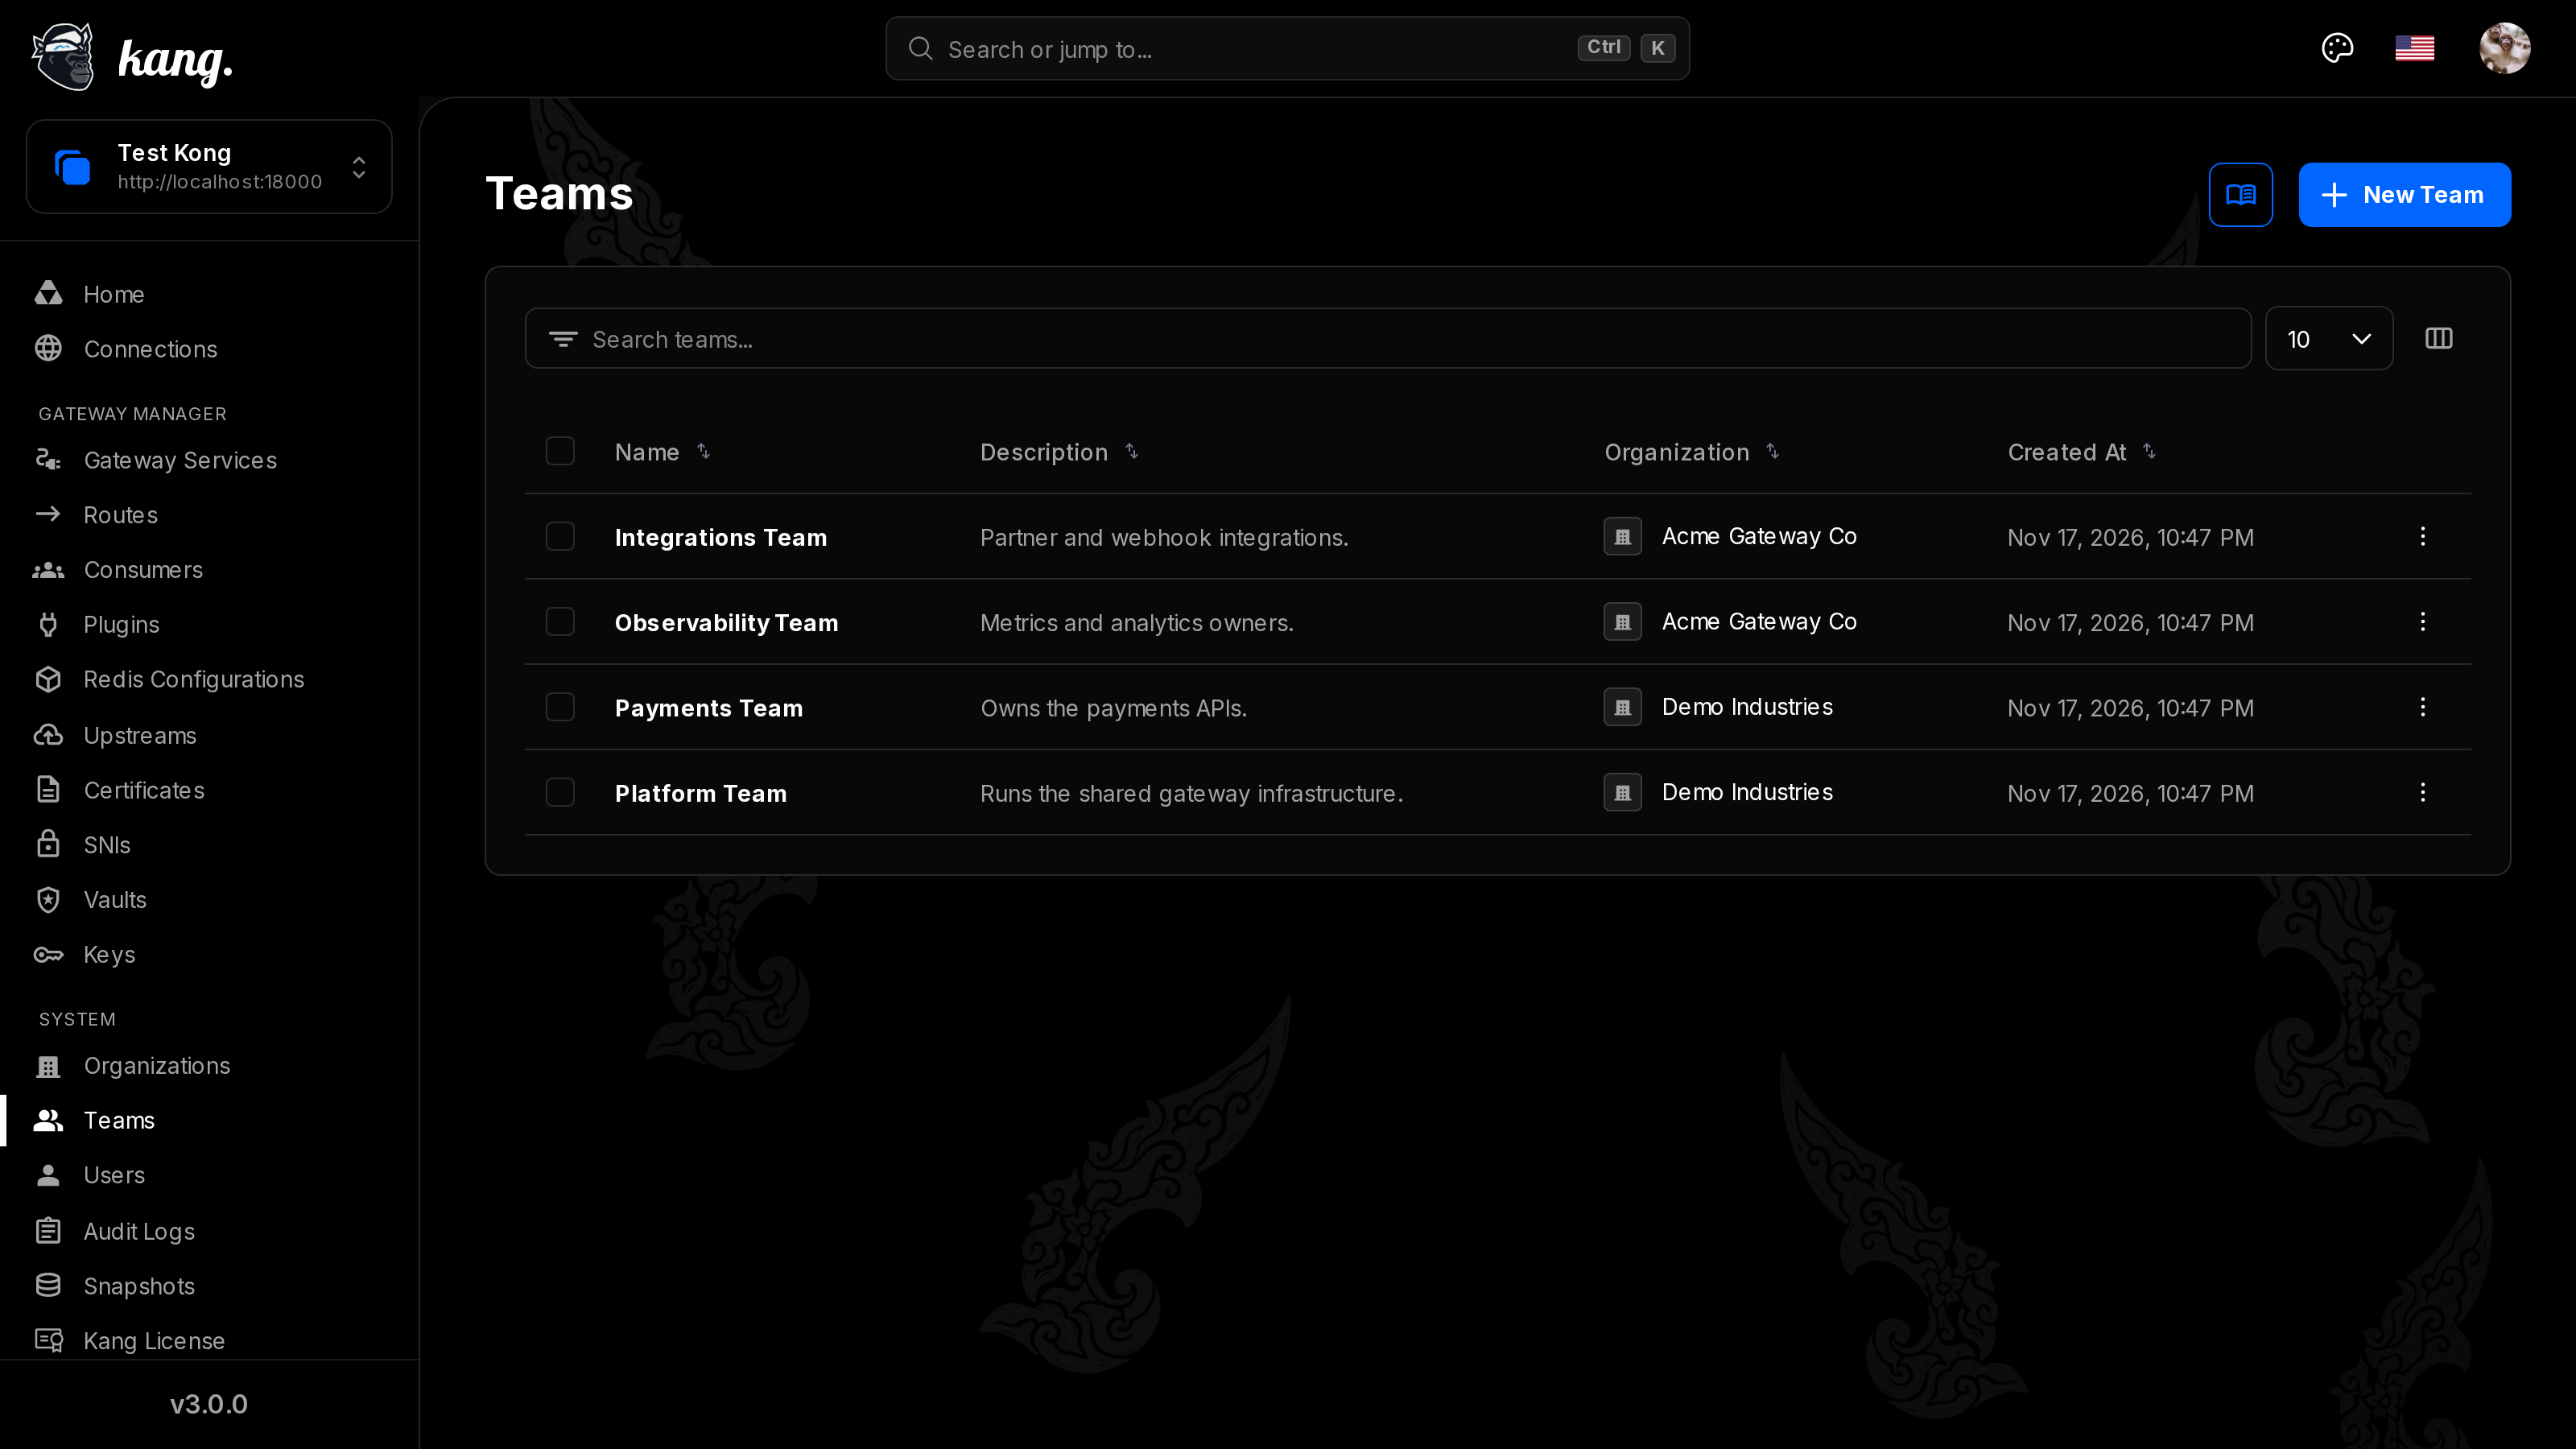 kang.
Search or jump to...
Ctrl K
Test Kong
http://localhost:18000
Home
Connections
GATEWAY MANAGER
Gateway Services
Routes
Consumers
Plugins
Redis Configurations
Upstreams
Certificates
SNIs
Vaults
Keys
SYSTEM
Organizations
Teams
Users
Audit Logs
Snapshots
Kang License
v3.0.0
Teams
New Team
Search teams...
10
Name Description Organization Created At
Integrations Team Partner and webhook integrations. Acme Gateway Co Nov 17, 2026, 10:47 PM
Observability Team Metrics and analytics owners. Acme Gateway Co Nov 17, 2026, 10:47 PM
Payments Team Owns the payments APIs. Demo Industries Nov 17, 2026, 10:47 PM
Platform Team Runs the shared gateway infrastructure. Demo Industries Nov 17, 2026, 10:47 PM